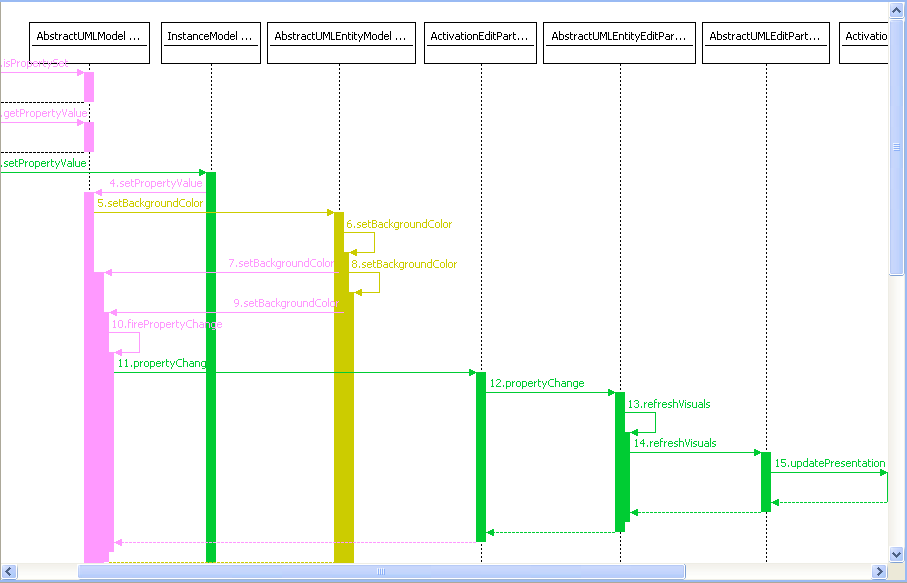 AbstractUMLModel ...
InstanceModel ...
AbstractUMLEntityModel ...
ActivationEditPart...
AbstractUMLEntityEditPar...
AbstractUMLEditPart...
Activatio
.isPropertySet
.getPropertyValue
.setPropertyValue
4.setPropertyValue
5.setBackgroundColor
6.setBackgroundColor
7.setBackgroundColor
8.setBackgroundColor
9.setBackgroundColor
10.firePropertyChange
11.propertyChang
12.propertyChange
13.refreshVisuals
14.refreshVisuals
15.updatePresentation